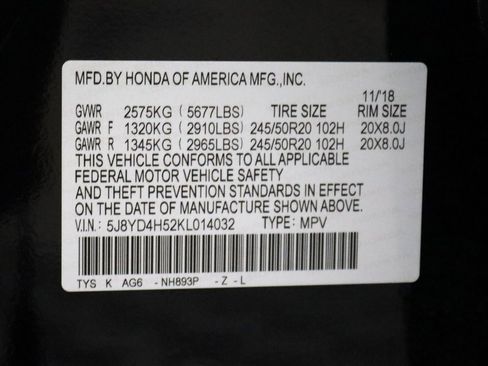 MFD.BY HONDA OF AMERICA MFG.,INC.
11/'18
GVWR 2575KG (5677LBS) TIRE SIZE RIM SIZE
GAWR F 1320KG (2910LBS) 245/50R20 102H 20X8.0J
GAWR R 1345KG (2965LBS) 245/50R20 102H 20X8.0J
THIS VEHICLE CONFORMS TO ALL APPLICABLE
FEDERAL MOTOR VEHICLE SAFETY
AND THEFT PREVENTION STANDARDS IN EFFECT
ON THE DATE OF MANUFACTURE SHOWN ABOVE.
V.I.N.: 5J8YD4H52KL014032 TYPE: MPV
TYS K AG6 - NH893P - Z - L